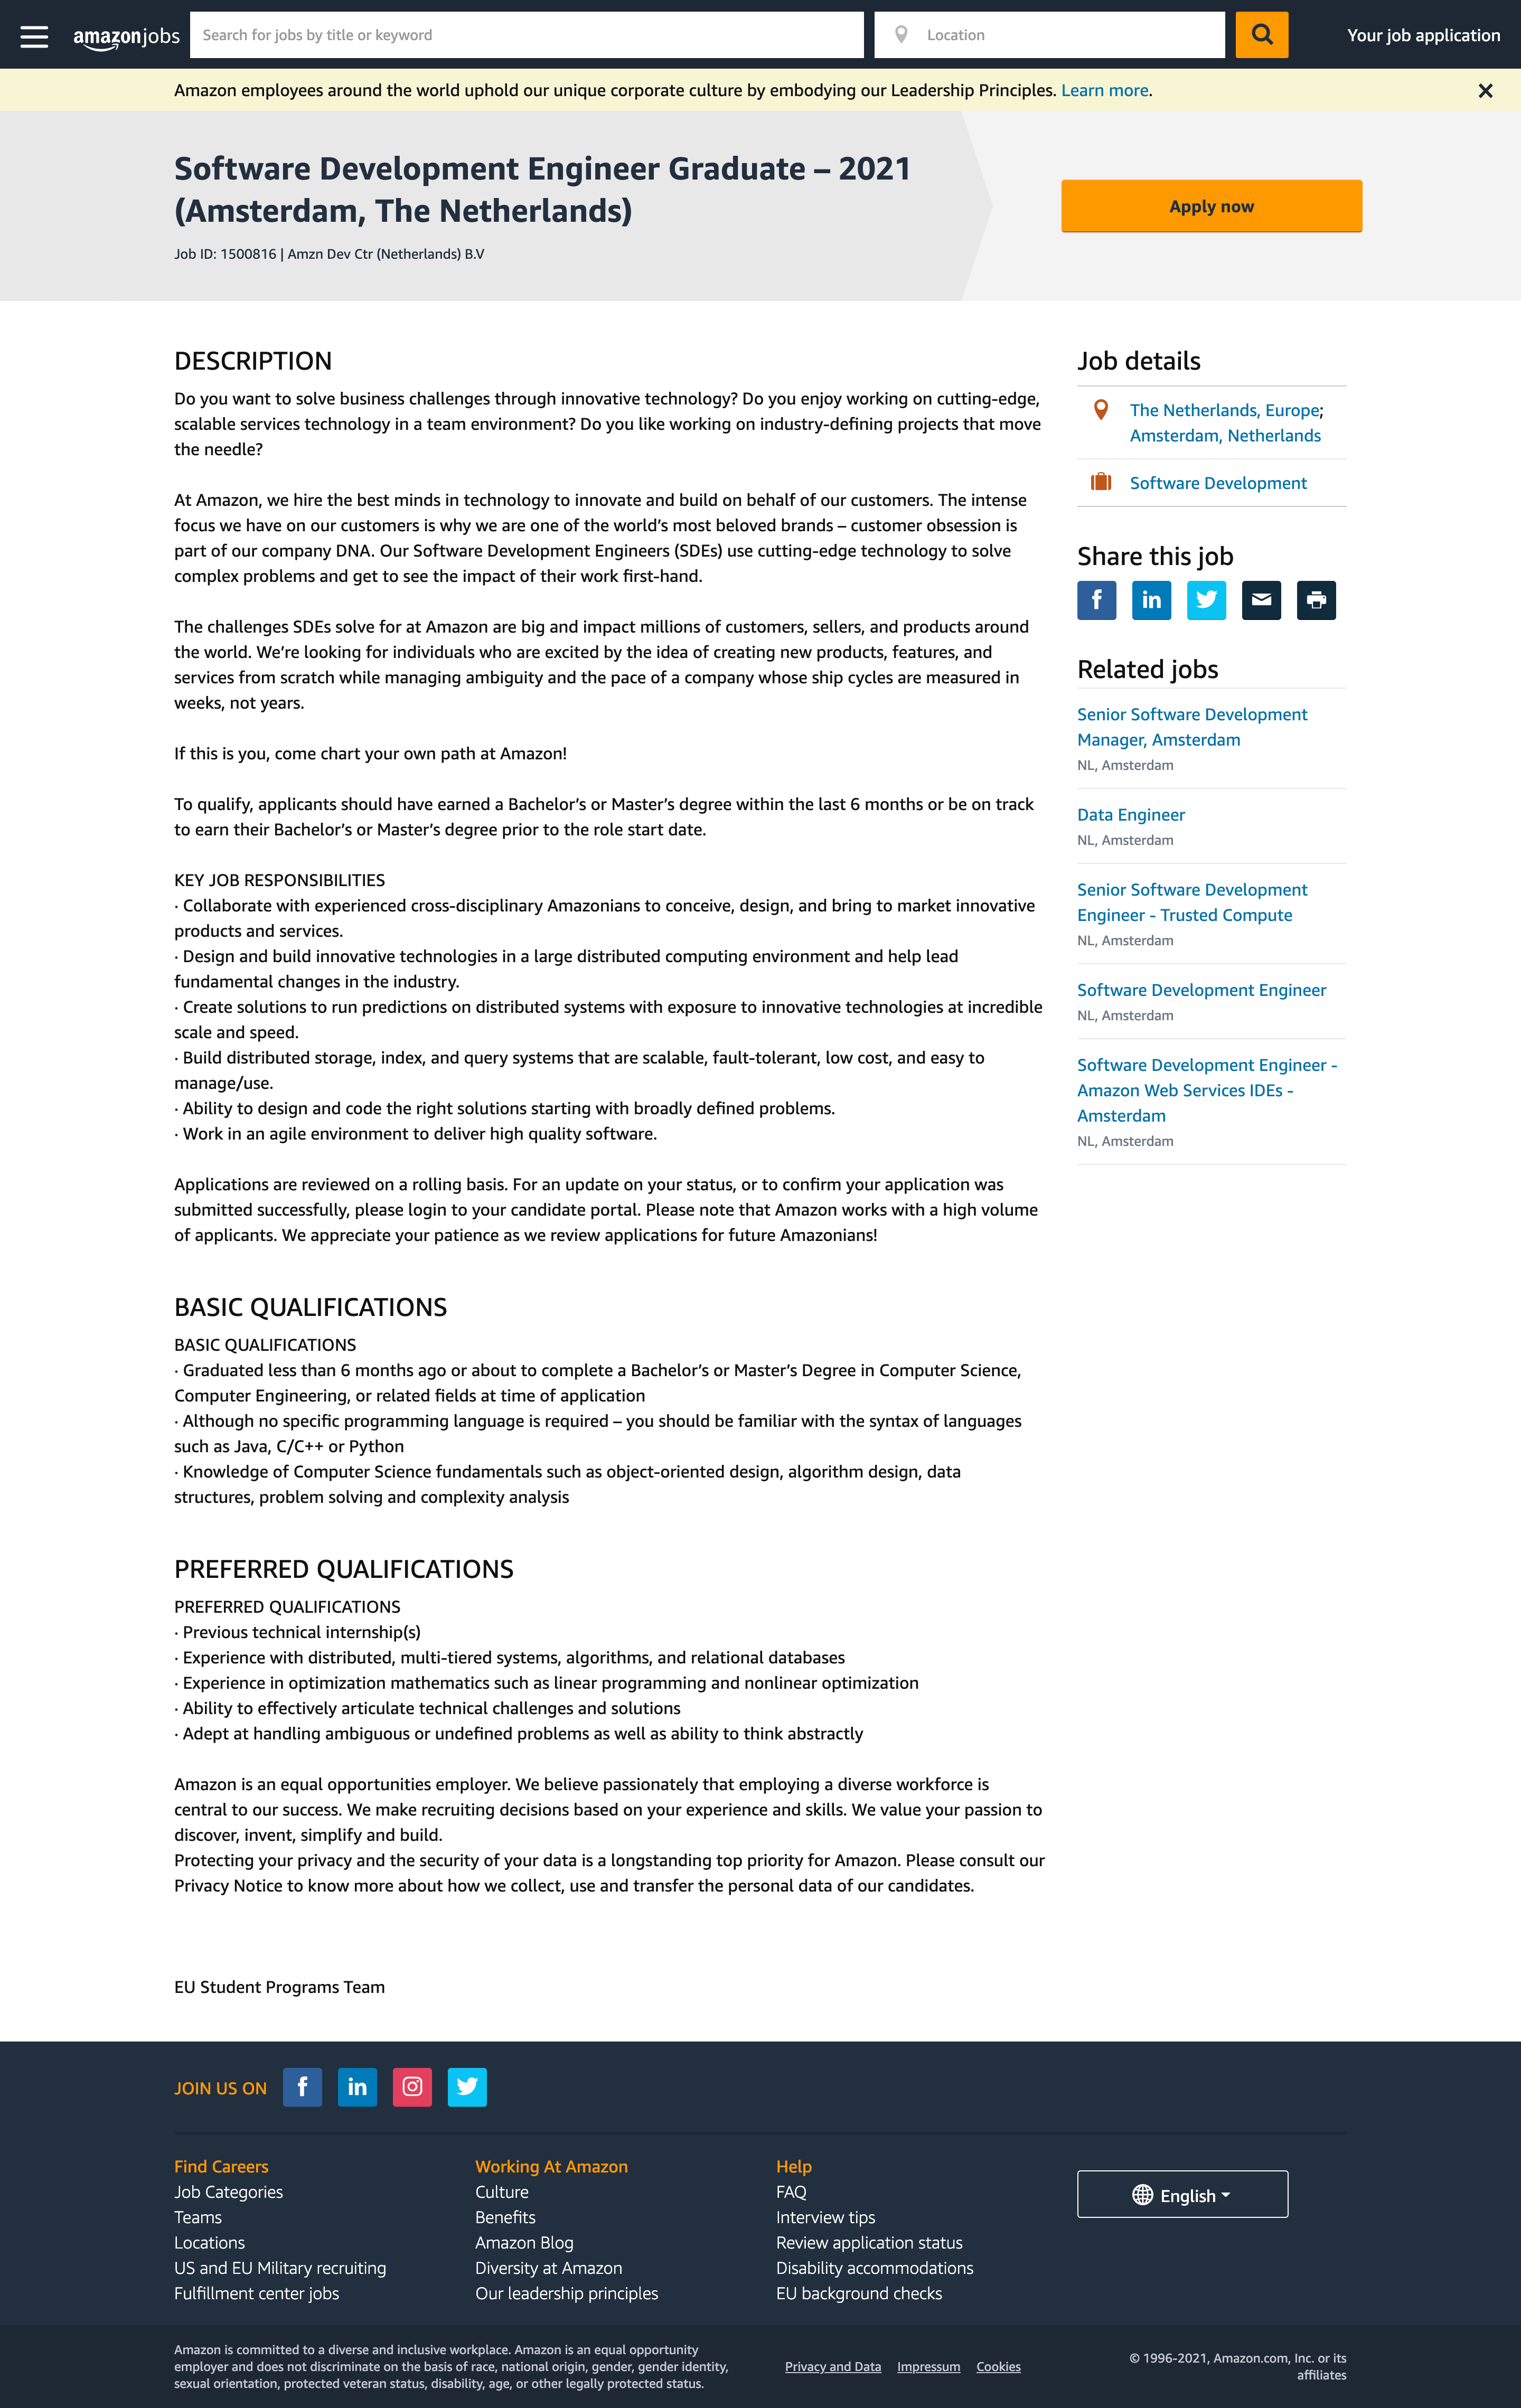 amazonjobs
Search for jobs by title or keyword
Location
Your job application
Amazon employees around the world uphold our unique corporate culture by embodying our Leadership Principles. Learn more.
Software Development Engineer Graduate – 2021
(Amsterdam, The Netherlands)
Job ID: 1500816 | Amzn Dev Ctr (Netherlands) B.V
Apply now
DESCRIPTION
Do you want to solve business challenges through innovative technology? Do you enjoy working on cutting-edge,
scalable services technology in a team environment? Do you like working on industry-defining projects that move
the needle?
At Amazon, we hire the best minds in technology to innovate and build on behalf of our customers. The intense
focus we have on our customers is why we are one of the world's most beloved brands – customer obsession is
part of our company DNA. Our Software Development Engineers (SDEs) use cutting-edge technology to solve
complex problems and get to see the impact of their work first-hand.
The challenges SDEs solve for at Amazon are big and impact millions of customers, sellers, and products around
the world. We're looking for individuals who are excited by the idea of creating new products, features, and
services from scratch while managing ambiguity and the pace of a company whose ship cycles are measured in
weeks, not years.
If this is you, come chart your own path at Amazon!
To qualify, applicants should have earned a Bachelor's or Master's degree within the last 6 months or be on track
to earn their Bachelor's or Master's degree prior to the role start date.
KEY JOB RESPONSIBILITIES
· Collaborate with experienced cross-disciplinary Amazonians to conceive, design, and bring to market innovative
products and services.
· Design and build innovative technologies in a large distributed computing environment and help lead
fundamental changes in the industry.
· Create solutions to run predictions on distributed systems with exposure to innovative technologies at incredible
scale and speed.
· Build distributed storage, index, and query systems that are scalable, fault-tolerant, low cost, and easy to
manage/use.
· Ability to design and code the right solutions starting with broadly defined problems.
· Work in an agile environment to deliver high quality software.
Applications are reviewed on a rolling basis. For an update on your status, or to confirm your application was
submitted successfully, please login to your candidate portal. Please note that Amazon works with a high volume
of applicants. We appreciate your patience as we review applications for future Amazonians!
BASIC QUALIFICATIONS
BASIC QUALIFICATIONS
· Graduated less than 6 months ago or about to complete a Bachelor's or Master's Degree in Computer Science,
Computer Engineering, or related fields at time of application
· Although no specific programming language is required – you should be familiar with the syntax of languages
such as Java, C/C++ or Python
· Knowledge of Computer Science fundamentals such as object-oriented design, algorithm design, data
structures, problem solving and complexity analysis
PREFERRED QUALIFICATIONS
PREFERRED QUALIFICATIONS
· Previous technical internship(s)
· Experience with distributed, multi-tiered systems, algorithms, and relational databases
· Experience in optimization mathematics such as linear programming and nonlinear optimization
· Ability to effectively articulate technical challenges and solutions
· Adept at handling ambiguous or undefined problems as well as ability to think abstractly
Amazon is an equal opportunities employer. We believe passionately that employing a diverse workforce is
central to our success. We make recruiting decisions based on your experience and skills. We value your passion to
discover, invent, simplify and build.
Protecting your privacy and the security of your data is a longstanding top priority for Amazon. Please consult our
Privacy Notice to know more about how we collect, use and transfer the personal data of our candidates.
EU Student Programs Team
Job details
The Netherlands, Europe;
Amsterdam, Netherlands
Software Development
Share this job
Related jobs
Senior Software Development
Manager, Amsterdam
NL, Amsterdam
Data Engineer
NL, Amsterdam
Senior Software Development
Engineer - Trusted Compute
NL, Amsterdam
Software Development Engineer
NL, Amsterdam
Software Development Engineer -
Amazon Web Services IDEs -
Amsterdam
NL, Amsterdam
JOIN US ON
Find Careers
Job Categories
Teams
Locations
US and EU Military recruiting
Fulfillment center jobs
Working At Amazon
Culture
Benefits
Amazon Blog
Diversity at Amazon
Our leadership principles
Help
FAQ
Interview tips
Review application status
Disability accommodations
EU background checks
English
Amazon is committed to a diverse and inclusive workplace. Amazon is an equal opportunity
employer and does not discriminate on the basis of race, national origin, gender, gender identity,
sexual orientation, protected veteran status, disability, age, or other legally protected status.
Privacy and Data
Impressum
Cookies
© 1996-2021, Amazon.com, Inc. or its
affiliates